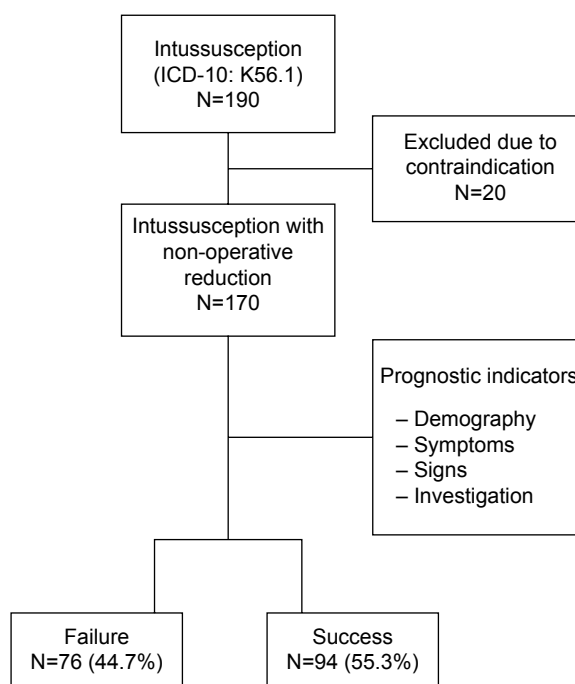 Intussusception
(ICD-10: K56.1)
N=190
Excluded due to
contraindication
N=20
Intussusception with
non-operative
reduction
N=170
Prognostic indicators
– Demography
– Symptoms
– Signs
– Investigation
Failure
N=76 (44.7%)
Success
N=94 (55.3%)